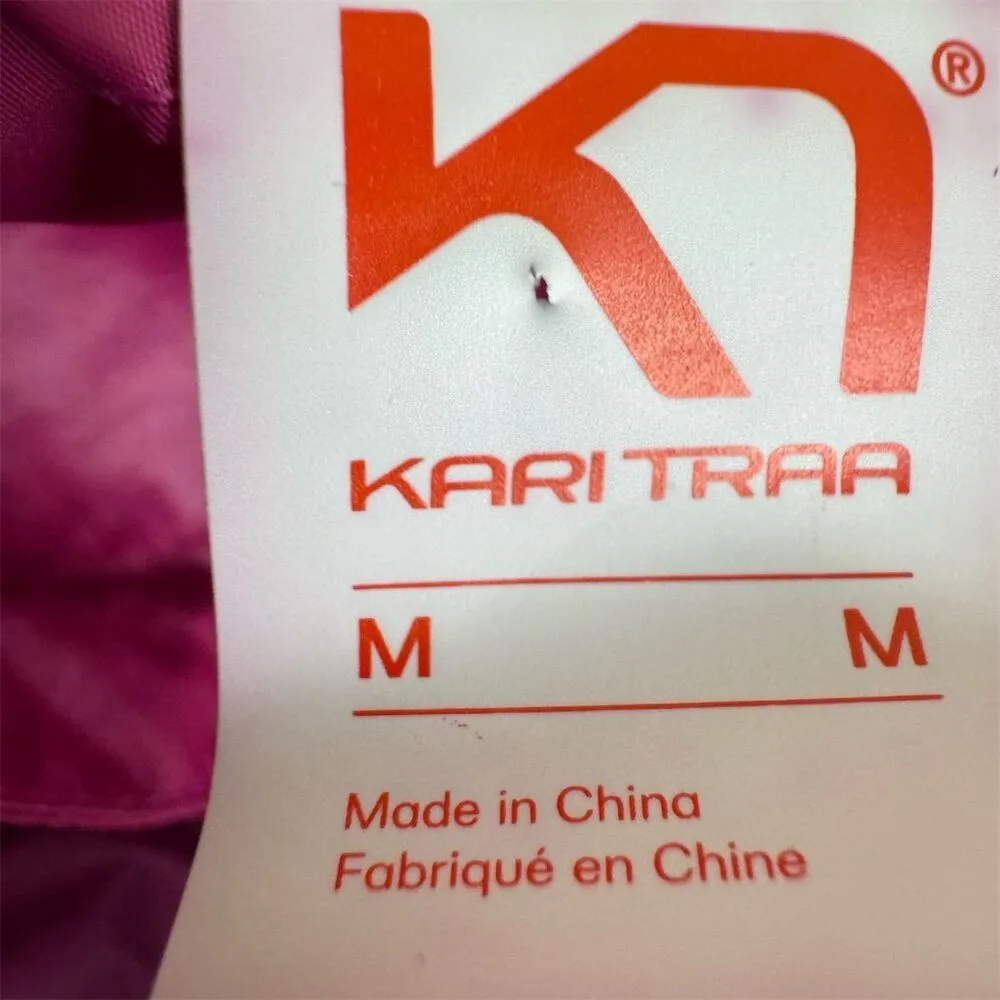 ®
KARI TRAA
M M
Made in China
Fabriqué en Chine